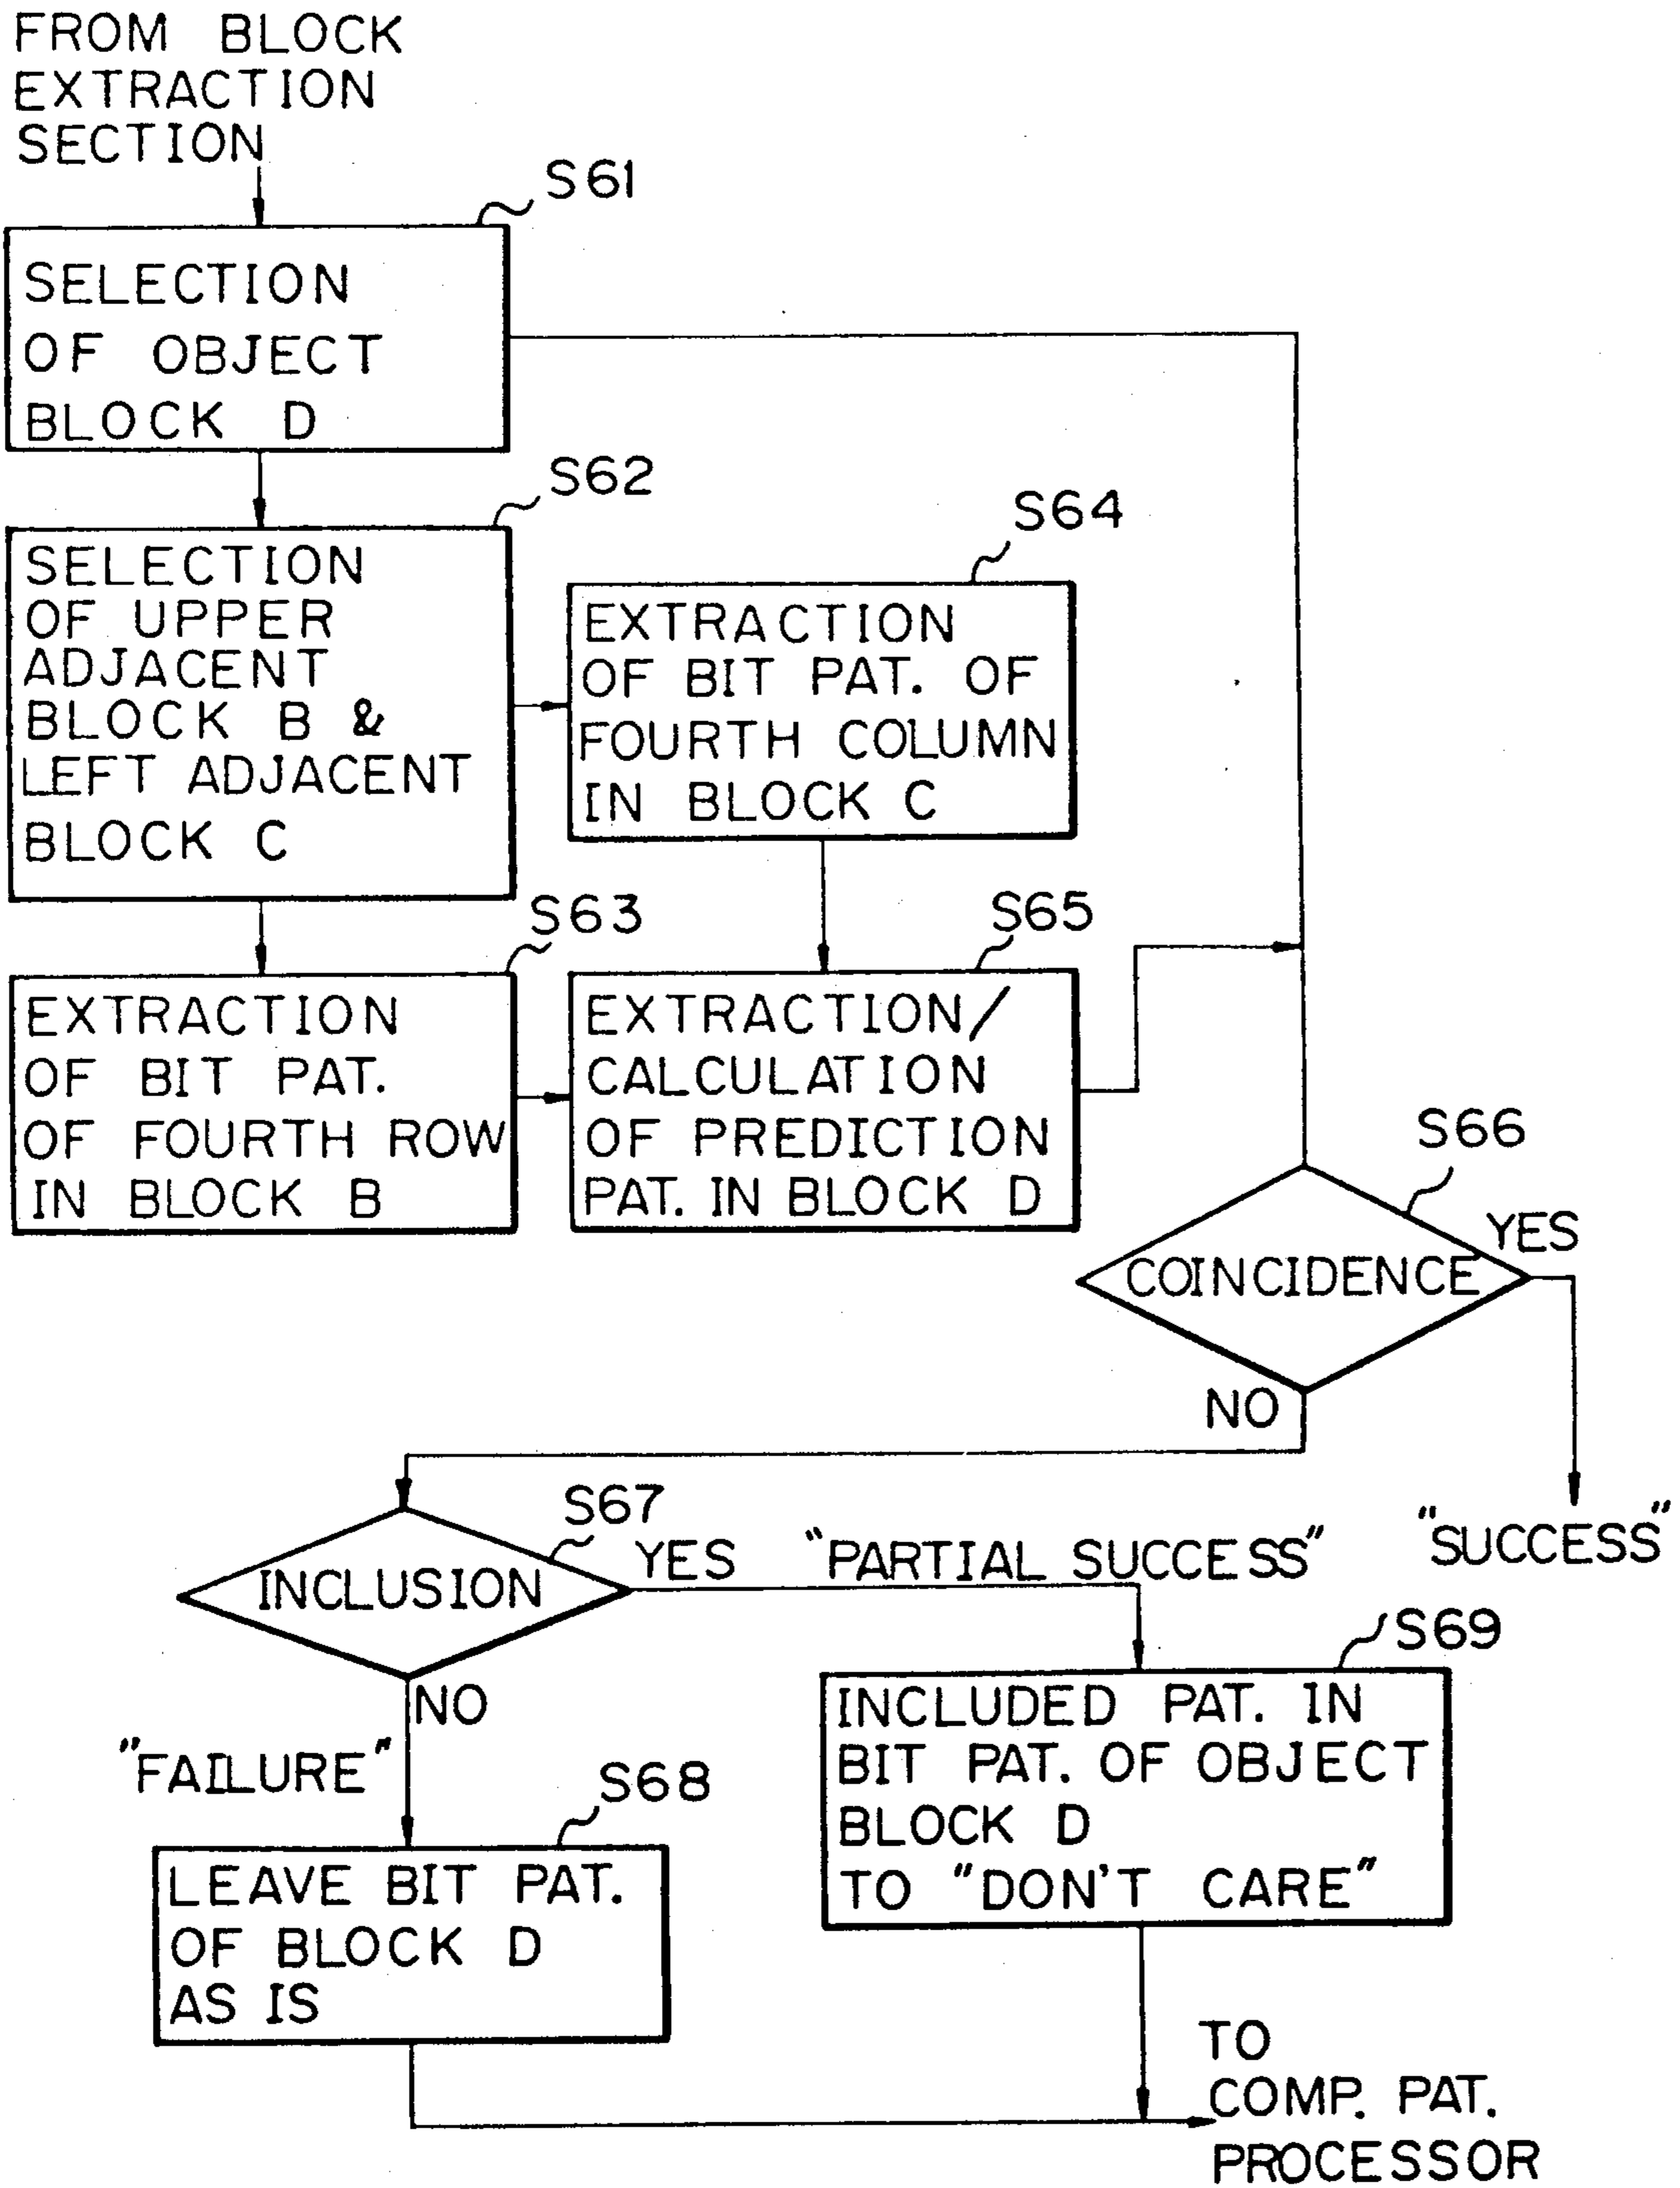 FROM BLOCK
EXTRACTION
SECTION
S61
SELECTION
OF OBJECT
BLOCK D
S62
SELECTION
OF UPPER
ADJACENT
BLOCK B &
LEFT ADJACENT
BLOCK C
S64
EXTRACTION
OF BIT PAT. OF
FOURTH COLUMN
IN BLOCK C
S63
EXTRACTION
OF BIT PAT.
OF FOURTH ROW
IN BLOCK B
S65
EXTRACTION/
CALCULATION
OF PREDICTION
PAT. IN BLOCK D
S66
COINCIDENCE
YES
NO
"SUCCESS"
S67
INCLUSION
YES
"PARTIAL SUCCESS"
NO
"FAILURE"
S69
INCLUDED PAT. IN
BIT PAT. OF OBJECT
BLOCK D
TO "DON'T CARE"
S68
LEAVE BIT PAT.
OF BLOCK D
AS IS
TO
COMP. PAT.
PROCESSOR